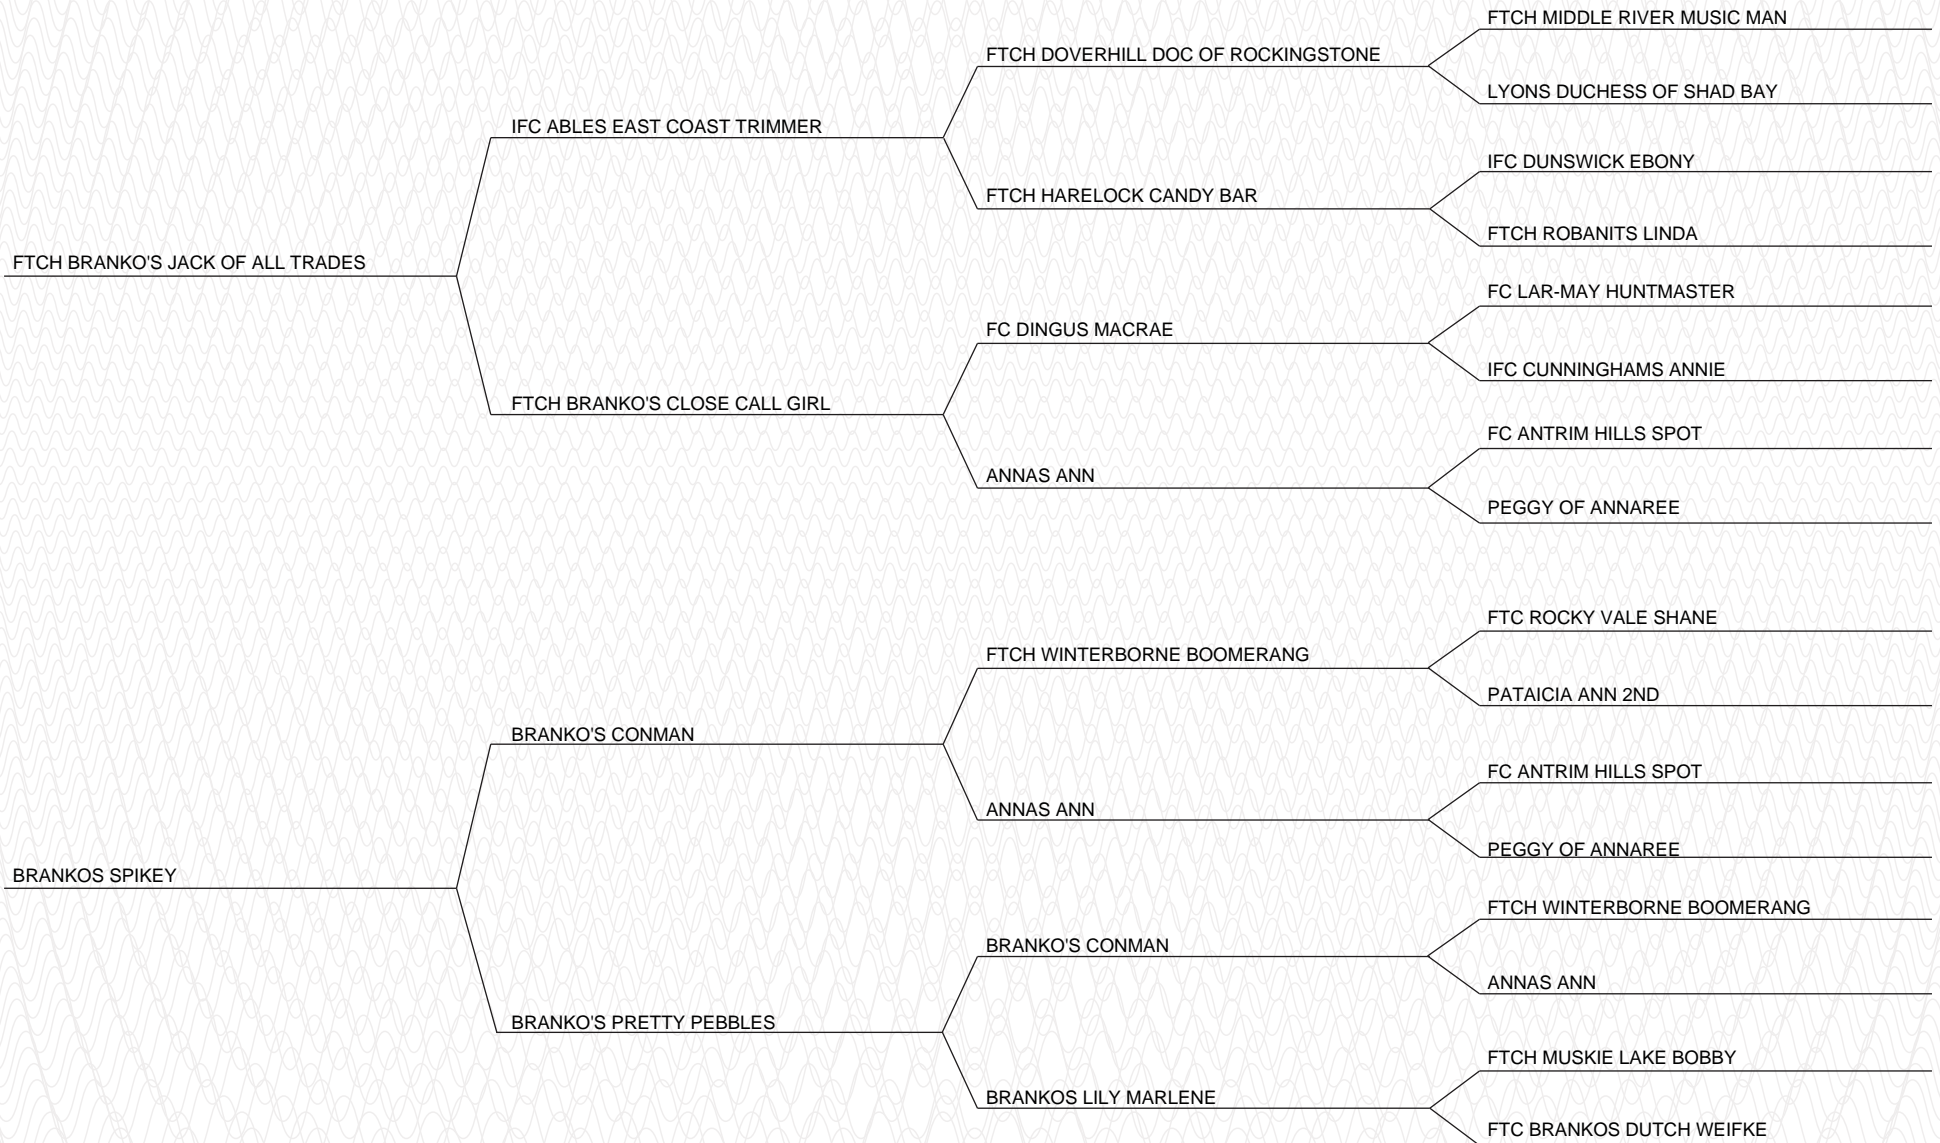 FTCH MIDDLE RIVER MUSIC MAN
FTCH DOVERHILL DOC OF ROCKINGSTONE
LYONS DUCHESS OF SHAD BAY
IFC ABLES EAST COAST TRIMMER
IFC DUNSWICK EBONY
FTCH HARELOCK CANDY BAR
FTCH ROBANITS LINDA
FTCH BRANKO'S JACK OF ALL TRADES
FC LAR-MAY HUNTMASTER
FC DINGUS MACRAE
IFC CUNNINGHAMS ANNIE
FTCH BRANKO'S CLOSE CALL GIRL
FC ANTRIM HILLS SPOT
ANNAS ANN
PEGGY OF ANNAREE
FTC ROCKY VALE SHANE
FTCH WINTERBORNE BOOMERANG
PATAICIA ANN 2ND
BRANKO'S CONMAN
FC ANTRIM HILLS SPOT
ANNAS ANN
PEGGY OF ANNAREE
BRANKOS SPIKEY
FTCH WINTERBORNE BOOMERANG
BRANKO'S CONMAN
ANNAS ANN
BRANKO'S PRETTY PEBBLES
FTCH MUSKIE LAKE BOBBY
BRANKOS LILY MARLENE
FTC BRANKOS DUTCH WEIFKE